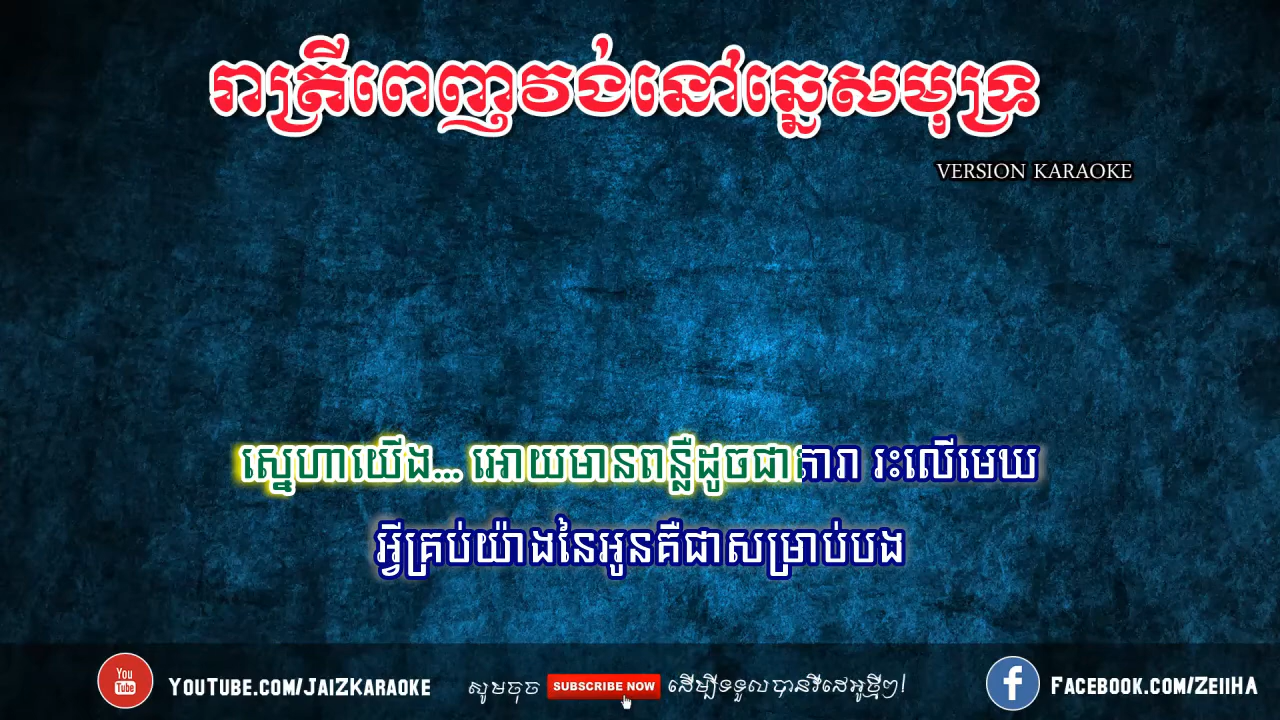 រាត្រីពេញវង់នៅឆ្នេសមុទ្រ
VERSION KARAOKE
ស្នេហាយើង... អោយមានពន្លឺដូចជាតារា រះលើមេឃ
អ្វីគ្រប់យ៉ាងនៃអូនគឺជាសម្រាប់បង
You Tube YOUTUBE.COM/JAIZKARAOKE សូមចុច SUBSCRIBE NOW ដើម្បីទទួលបានវីដេអូថ្មីៗ! f FACEBOOK.COM/ZEIIHA